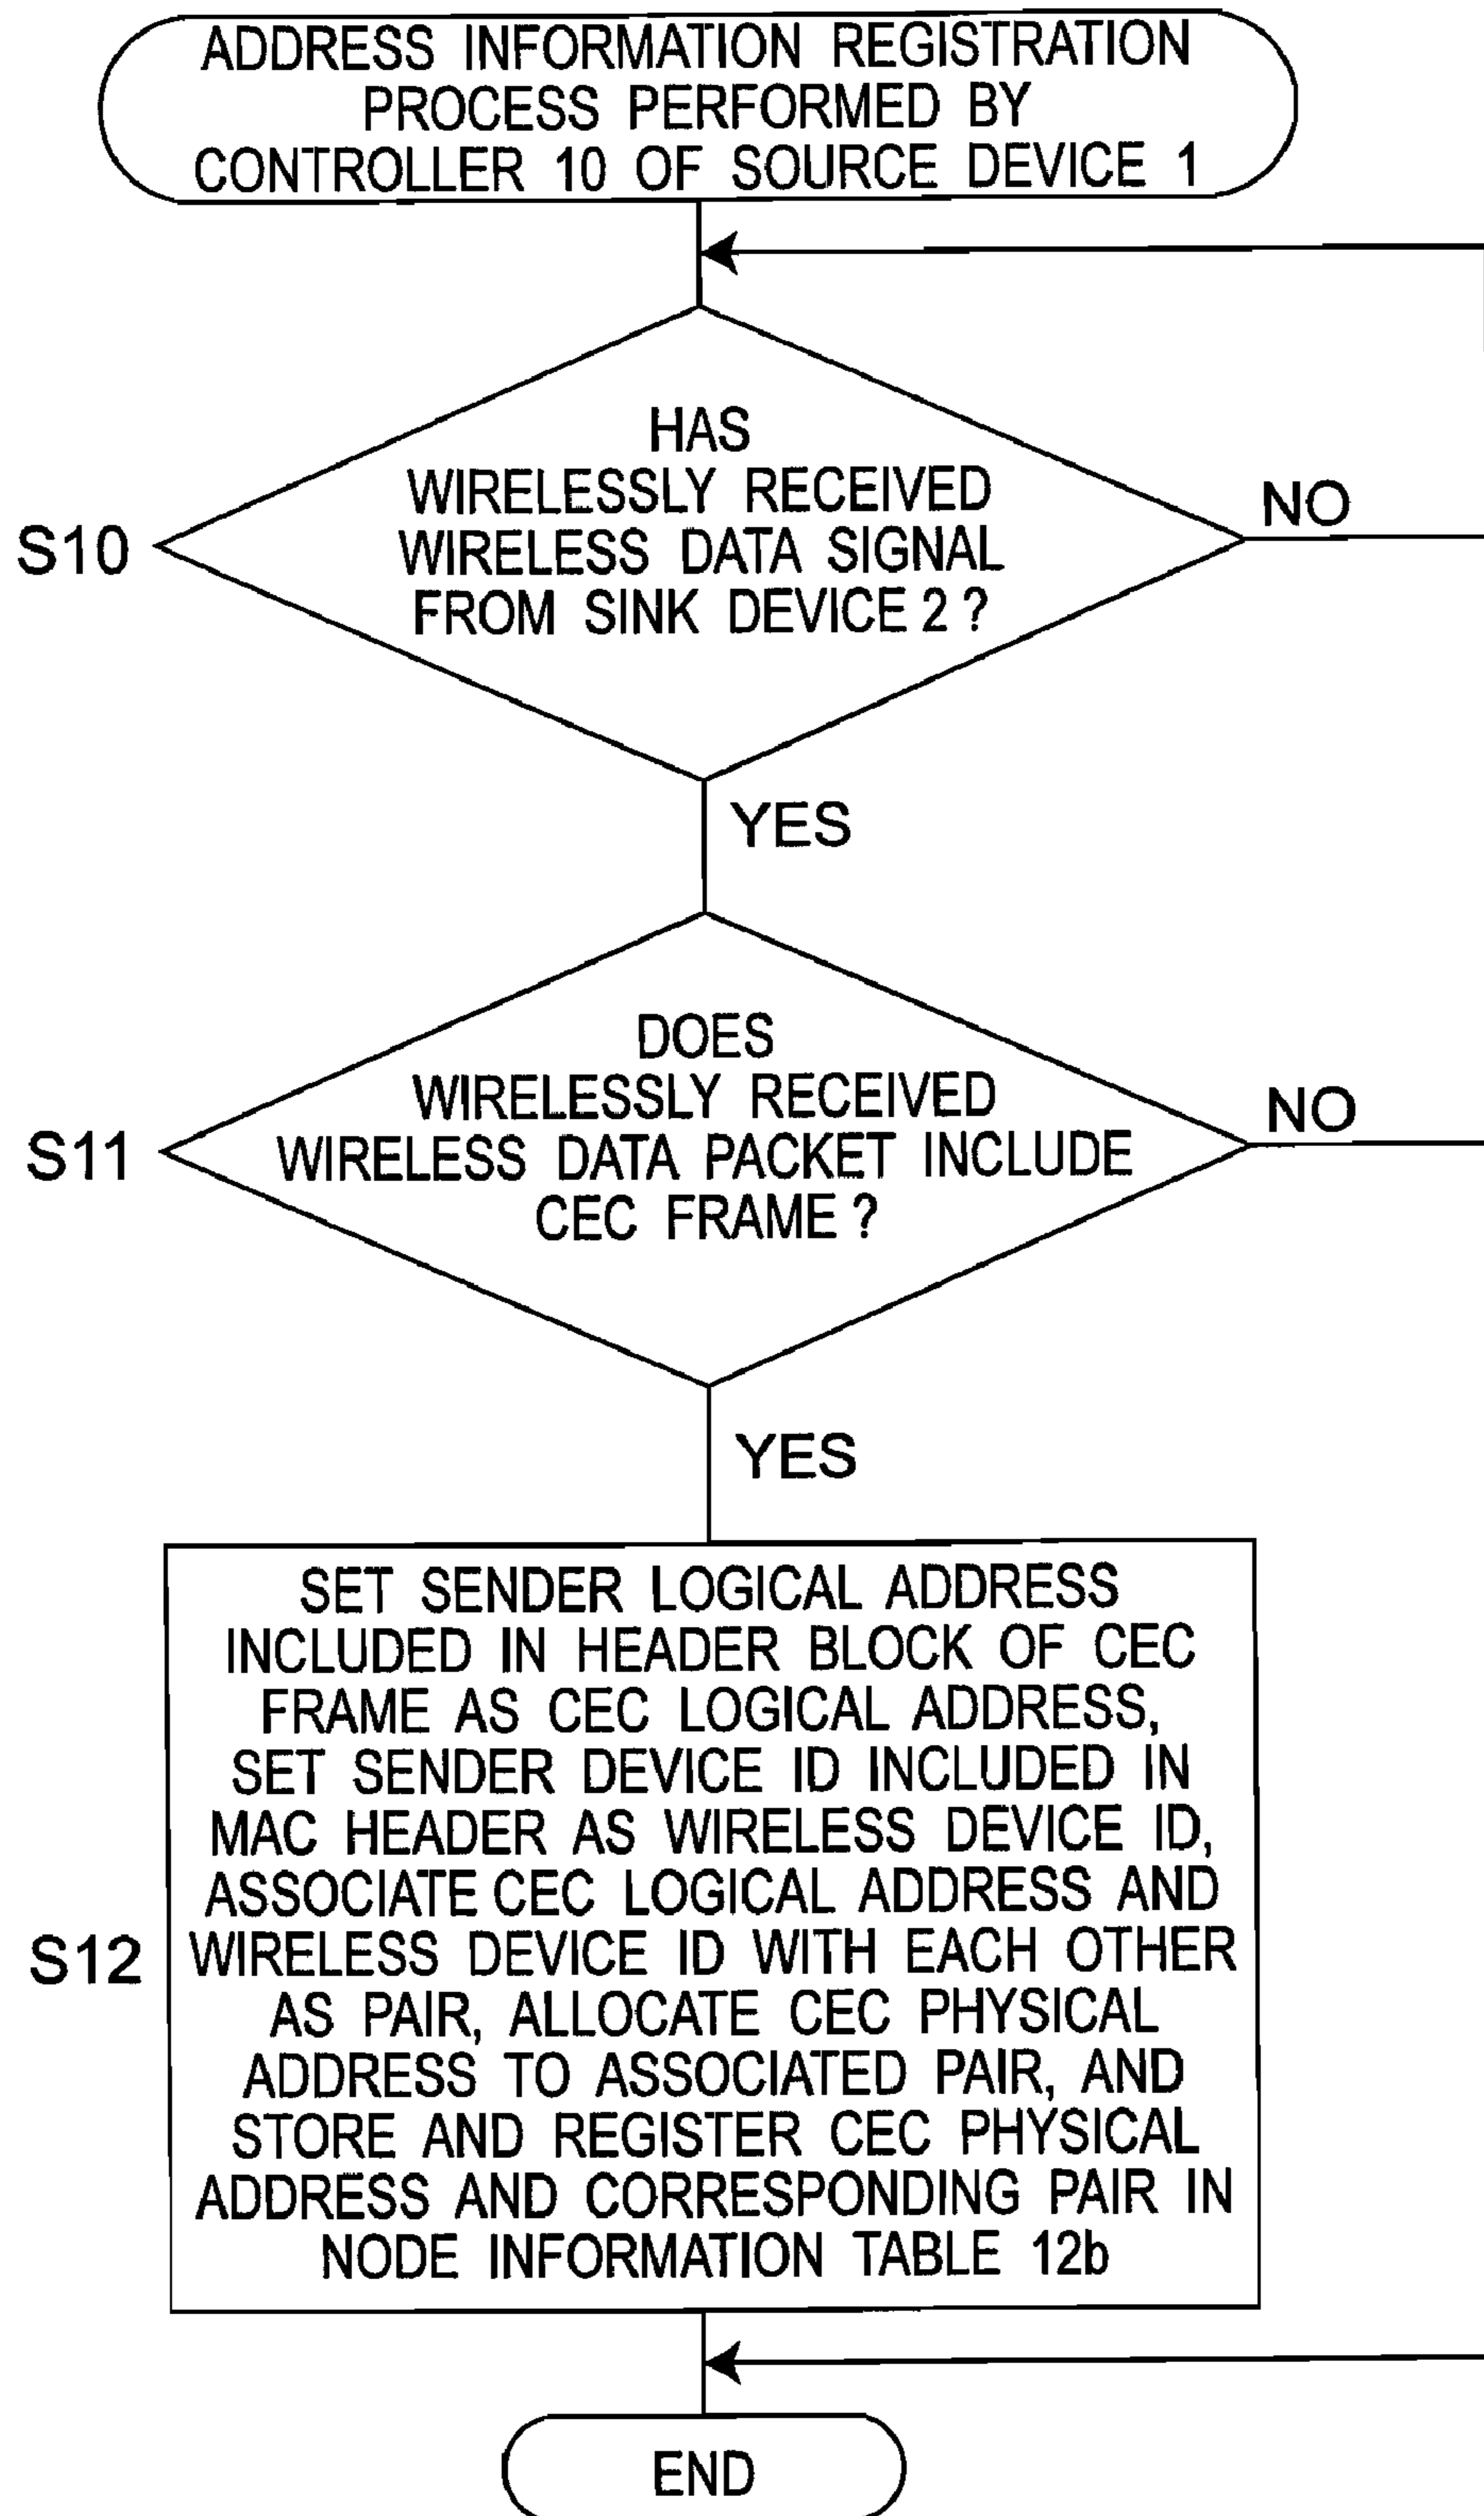 ADDRESS INFORMATION REGISTRATION
PROCESS PERFORMED BY
CONTROLLER 10 OF SOURCE DEVICE 1
HAS
WIRELESSLY RECEIVED
WIRELESS DATA SIGNAL
FROM SINK DEVICE 2 ?
S10
NO
YES
DOES
WIRELESSLY RECEIVED
WIRELESS DATA PACKET INCLUDE
CEC FRAME ?
S11
NO
YES
SET SENDER LOGICAL ADDRESS
INCLUDED IN HEADER BLOCK OF CEC
FRAME AS CEC LOGICAL ADDRESS,
SET SENDER DEVICE ID INCLUDED IN
MAC HEADER AS WIRELESS DEVICE ID,
ASSOCIATE CEC LOGICAL ADDRESS AND
WIRELESS DEVICE ID WITH EACH OTHER
AS PAIR, ALLOCATE CEC PHYSICAL
ADDRESS TO ASSOCIATED PAIR, AND
STORE AND REGISTER CEC PHYSICAL
ADDRESS AND CORRESPONDING PAIR IN
NODE INFORMATION TABLE 12b
S12
END